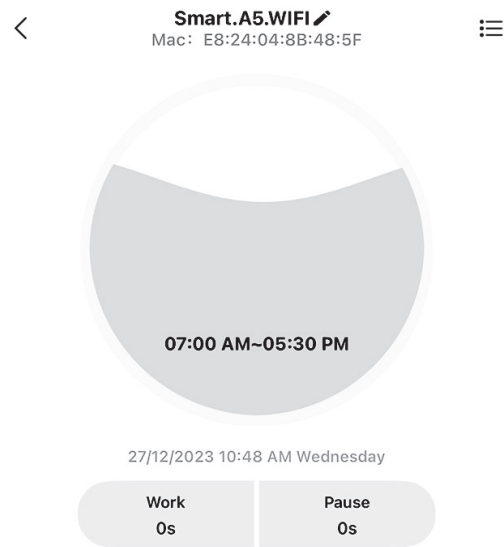 Smart.A5.WIFI
Mac: E8:24:04:8B:48:5F
07:00 AM~05:30 PM
27/12/2023 10:48 AM Wednesday
Work Pause
0s 0s